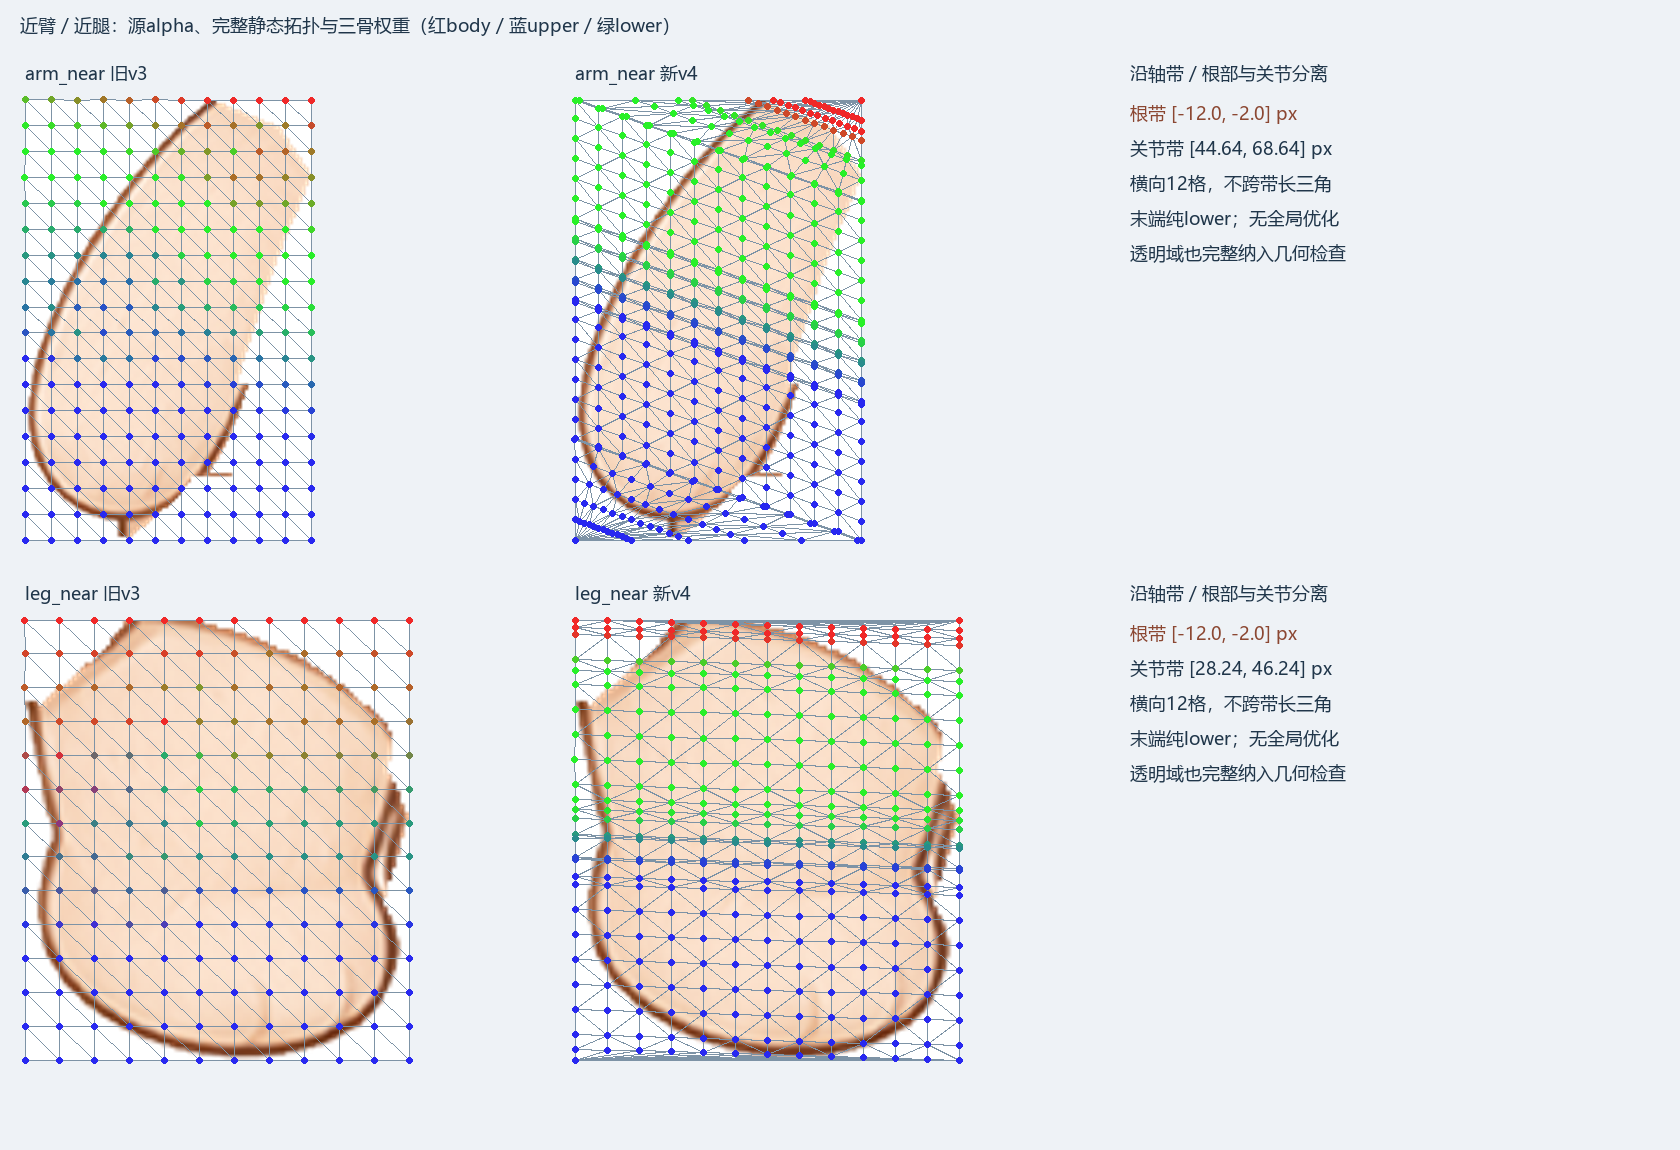 近臂 / 近腿：源alpha、完整静态拓扑与三骨权重（红body / 蓝upper / 绿lower）
arm_near 旧v3
arm_near 新v4
沿轴带 / 根部与关节分离
根带 [-12.0, -2.0] px
关节带 [44.64, 68.64] px
横向12格，不跨带长三角
末端纯lower；无全局优化
透明域也完整纳入几何检查
leg_near 旧v3
leg_near 新v4
沿轴带 / 根部与关节分离
根带 [-12.0, -2.0] px
关节带 [28.24, 46.24] px
横向12格，不跨带长三角
末端纯lower；无全局优化
透明域也完整纳入几何检查